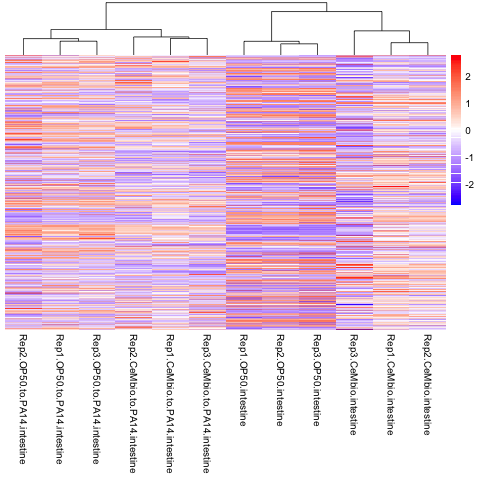 2
1
0
-1
-2
Rep2.OP50.to.PA14.intestine
Rep1.OP50.to.PA14.intestine
Rep3.OP50.to.PA14.intestine
Rep2.CeMbio.to.PA14.intestine
Rep1.CeMbio.to.PA14.intestine
Rep3.CeMbio.to.PA14.intestine
Rep1.OP50.intestine
Rep2.OP50.intestine
Rep3.OP50.intestine
Rep3.CeMbio.intestine
Rep1.CeMbio.intestine
Rep2.CeMbio.intestine